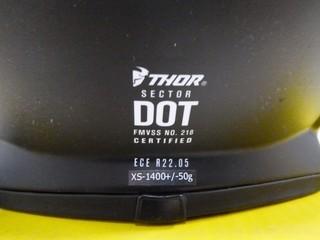 THOR®
SECTOR
DOT
FMVSS NO. 218
CERTIFIED
ECE R22.05
XS-1400+/-50g